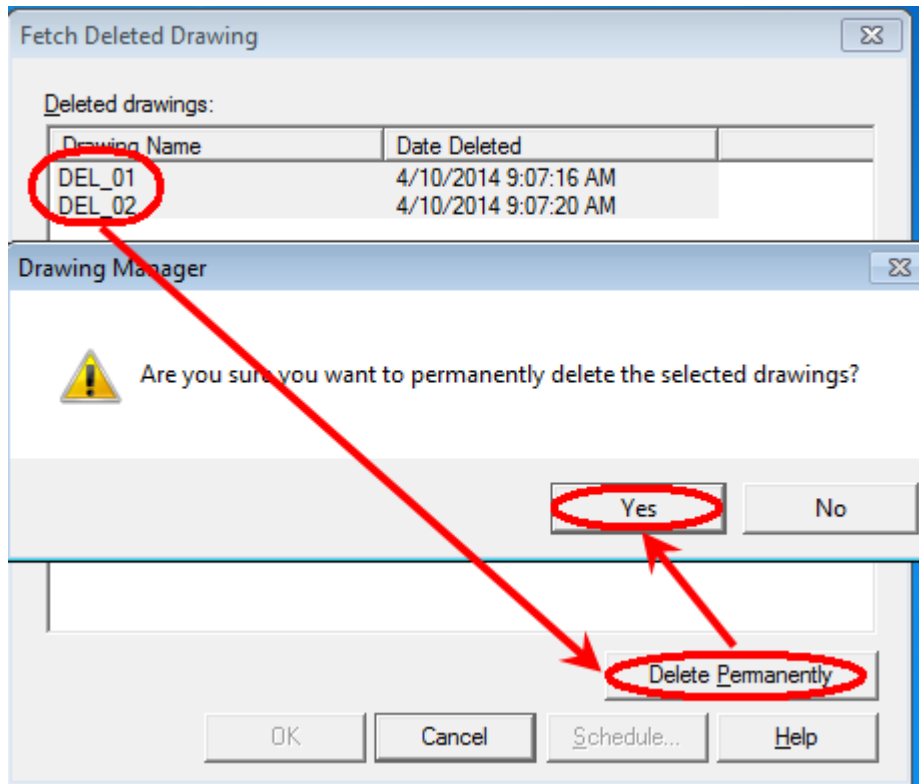 Fetch Deleted Drawing
Deleted drawings:
Drawing Name Date Deleted
DEL_01 4/10/2014 9:07:16 AM
DEL_02 4/10/2014 9:07:20 AM
Drawing Manager
Are you sure you want to permanently delete the selected drawings?
Yes No
Delete Permanently
OK Cancel Schedule... Help